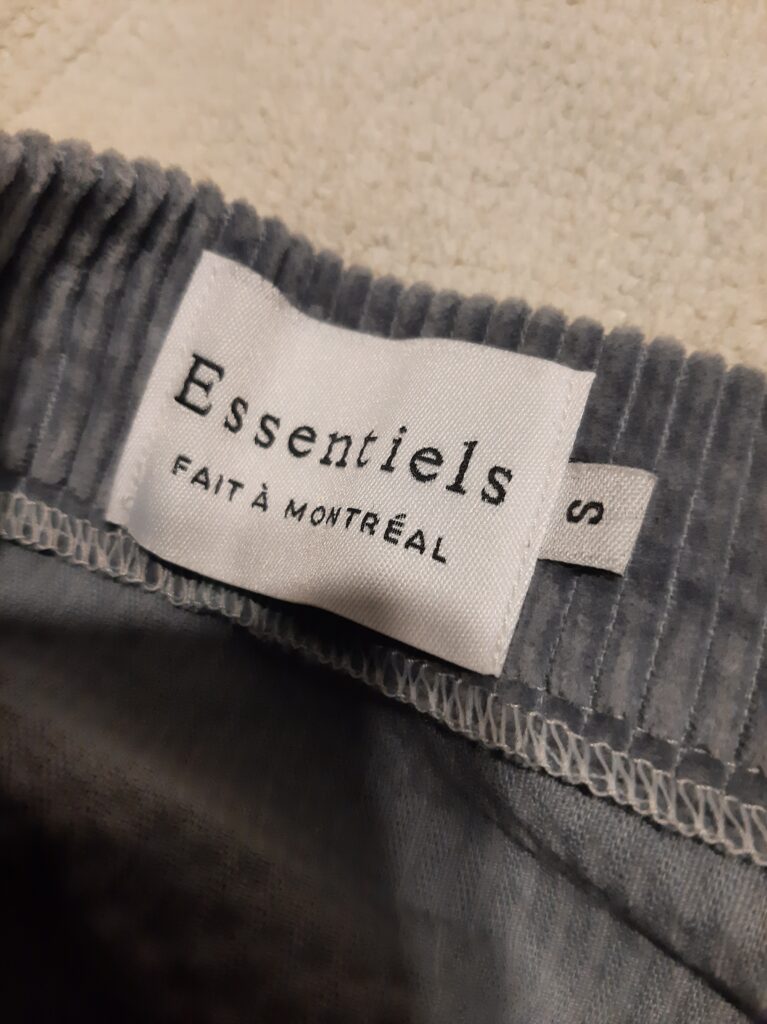 Essentiels
FAIT À MONTRÉAL
S